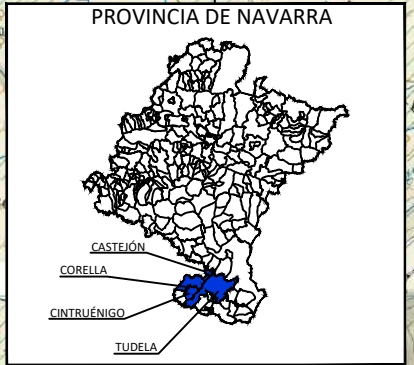 PROVINCIA DE NAVARRA
CASTEJÓN
CORELLA
CINTRUÉNIGO
TUDELA